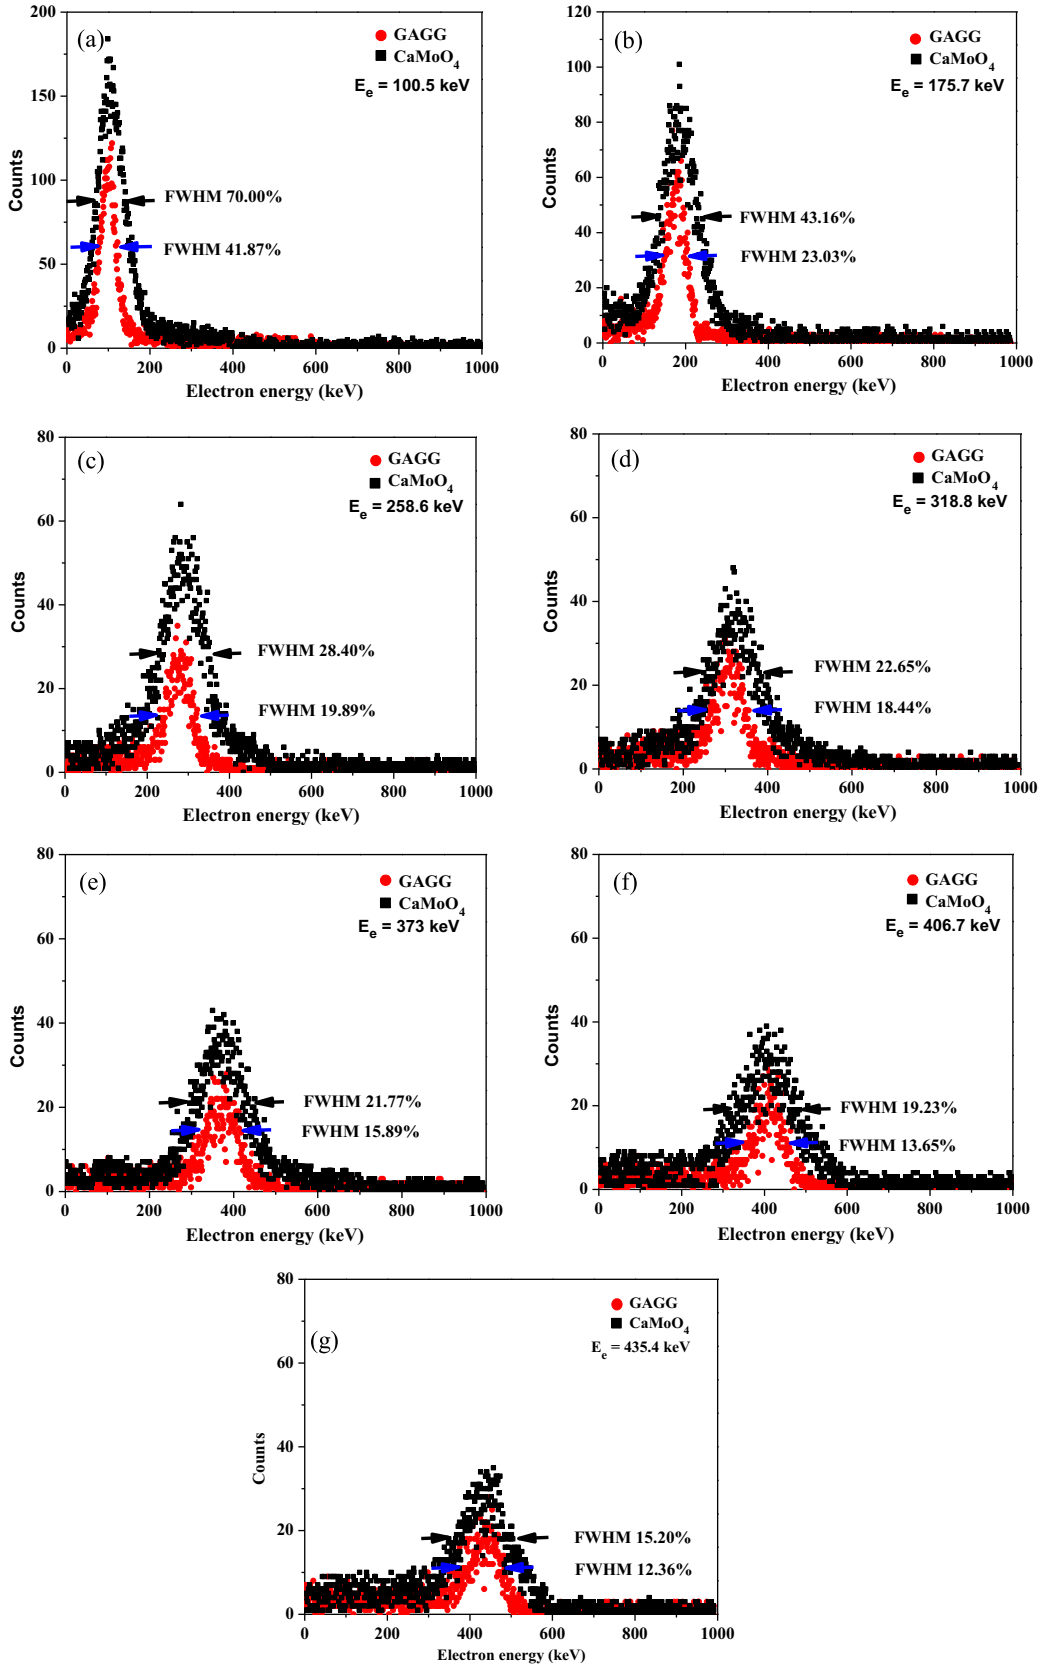 (a)
GAGG
CaMoO4
Ee = 100.5 keV
FWHM 70.00%
FWHM 41.87%
Counts
200
150
100
50
0
0 200 400 600 800 1000
Electron energy (keV)
(b)
GAGG
CaMoO4
Ee = 175.7 keV
FWHM 43.16%
FWHM 23.03%
Counts
120
100
80
60
40
20
0
0 200 400 600 800 1000
Electron energy (keV)
(c)
GAGG
CaMoO4
Ee = 258.6 keV
FWHM 28.40%
FWHM 19.89%
Counts
80
60
40
20
0
0 200 400 600 800 1000
Electron energy (keV)
(d)
GAGG
CaMoO4
Ee = 318.8 keV
FWHM 22.65%
FWHM 18.44%
Counts
80
60
40
20
0
0 200 400 600 800 1000
Electron energy (keV)
(e)
GAGG
CaMoO4
Ee = 373 keV
FWHM 21.77%
FWHM 15.89%
Counts
80
60
40
20
0
0 200 400 600 800 1000
Electron energy (keV)
(f)
GAGG
CaMoO4
Ee = 406.7 keV
FWHM 19.23%
FWHM 13.65%
Counts
80
60
40
20
0
0 200 400 600 800 1000
Electron energy (keV)
(g)
GAGG
CaMoO4
Ee = 435.4 keV
FWHM 15.20%
FWHM 12.36%
Counts
80
60
40
20
0
0 200 400 600 800 1000
Electron energy (keV)